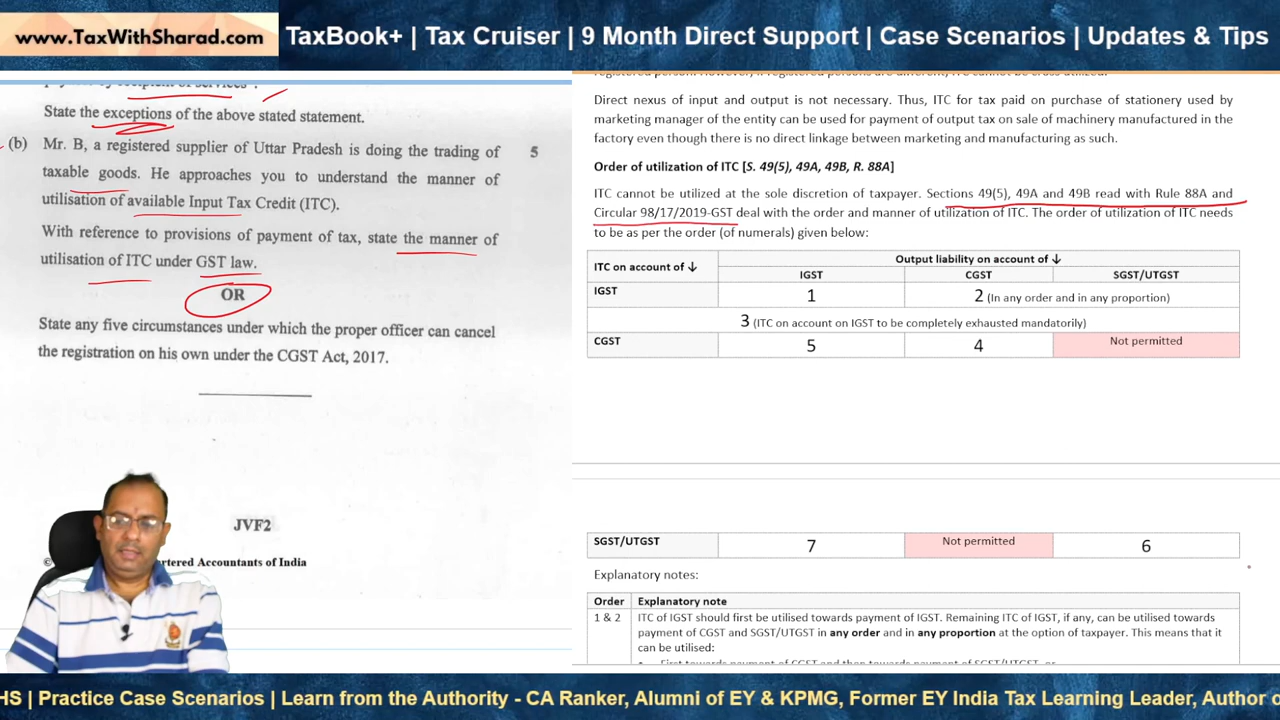 www.TaxWithSharad.com
TaxBook+ | Tax Cruiser | 9 Month Direct Support | Case Scenarios | Updates & Tips
State the exceptions of the above stated statement.
(b) Mr. B, a registered supplier of Uttar Pradesh is doing the trading of 5
taxable goods. He approaches you to understand the manner of
utilisation of available Input Tax Credit (ITC).
With reference to provisions of payment of tax, state the manner of
utilisation of ITC under GST law.
OR
State any five circumstances under which the proper officer can cancel
the registration on his own under the CGST Act, 2017.
JVF2
©
rtered Accountants of India
Direct nexus of input and output is not necessary. Thus, ITC for tax paid on purchase of stationery used by
marketing manager of the entity can be used for payment of output tax on sale of machinery manufactured in the
factory even though there is no direct linkage between marketing and manufacturing as such.
Order of utilization of ITC [S. 49(5), 49A, 49B, R. 88A]
ITC cannot be utilized at the sole discretion of taxpayer. Sections 49(5), 49A and 49B read with Rule 88A and
Circular 98/17/2019-GST deal with the order and manner of utilization of ITC. The order of utilization of ITC needs
to be as per the order (of numerals) given below:
ITC on account of ↓ Output liability on account of ↓
IGST CGST SGST/UTGST
IGST 1 2 (In any order and in any proportion)
3 (ITC on account on IGST to be completely exhausted mandatorily)
CGST 5 4 Not permitted
SGST/UTGST 7 Not permitted 6
Explanatory notes:
Order Explanatory note
1 & 2 ITC of IGST should first be utilised towards payment of IGST. Remaining ITC of IGST, if any, can be utilised towards
payment of CGST and SGST/UTGST in any order and in any proportion at the option of taxpayer. This means that it
can be utilised:
HS | Practice Case Scenarios | Learn from the Authority - CA Ranker, Alumni of EY & KPMG, Former EY India Tax Learning Leader, Author o